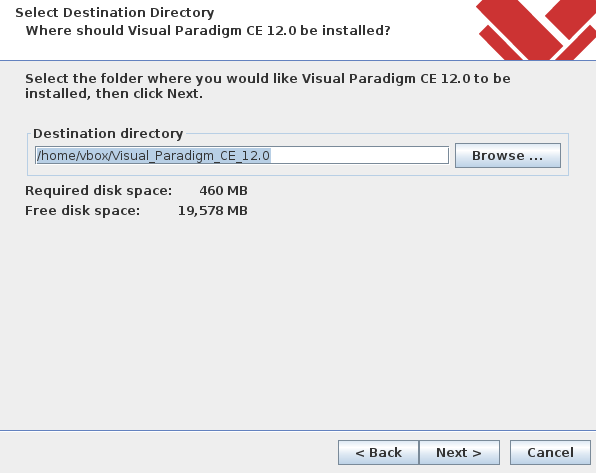 Select Destination Directory
Where should Visual Paradigm CE 12.0 be installed?
Select the folder where you would like Visual Paradigm CE 12.0 to be
installed, then click Next.
Destination directory
/home/vbox/Visual_Paradigm_CE_12.0
Browse ...
Required disk space: 460 MB
Free disk space: 19,578 MB
< Back
Next >
Cancel